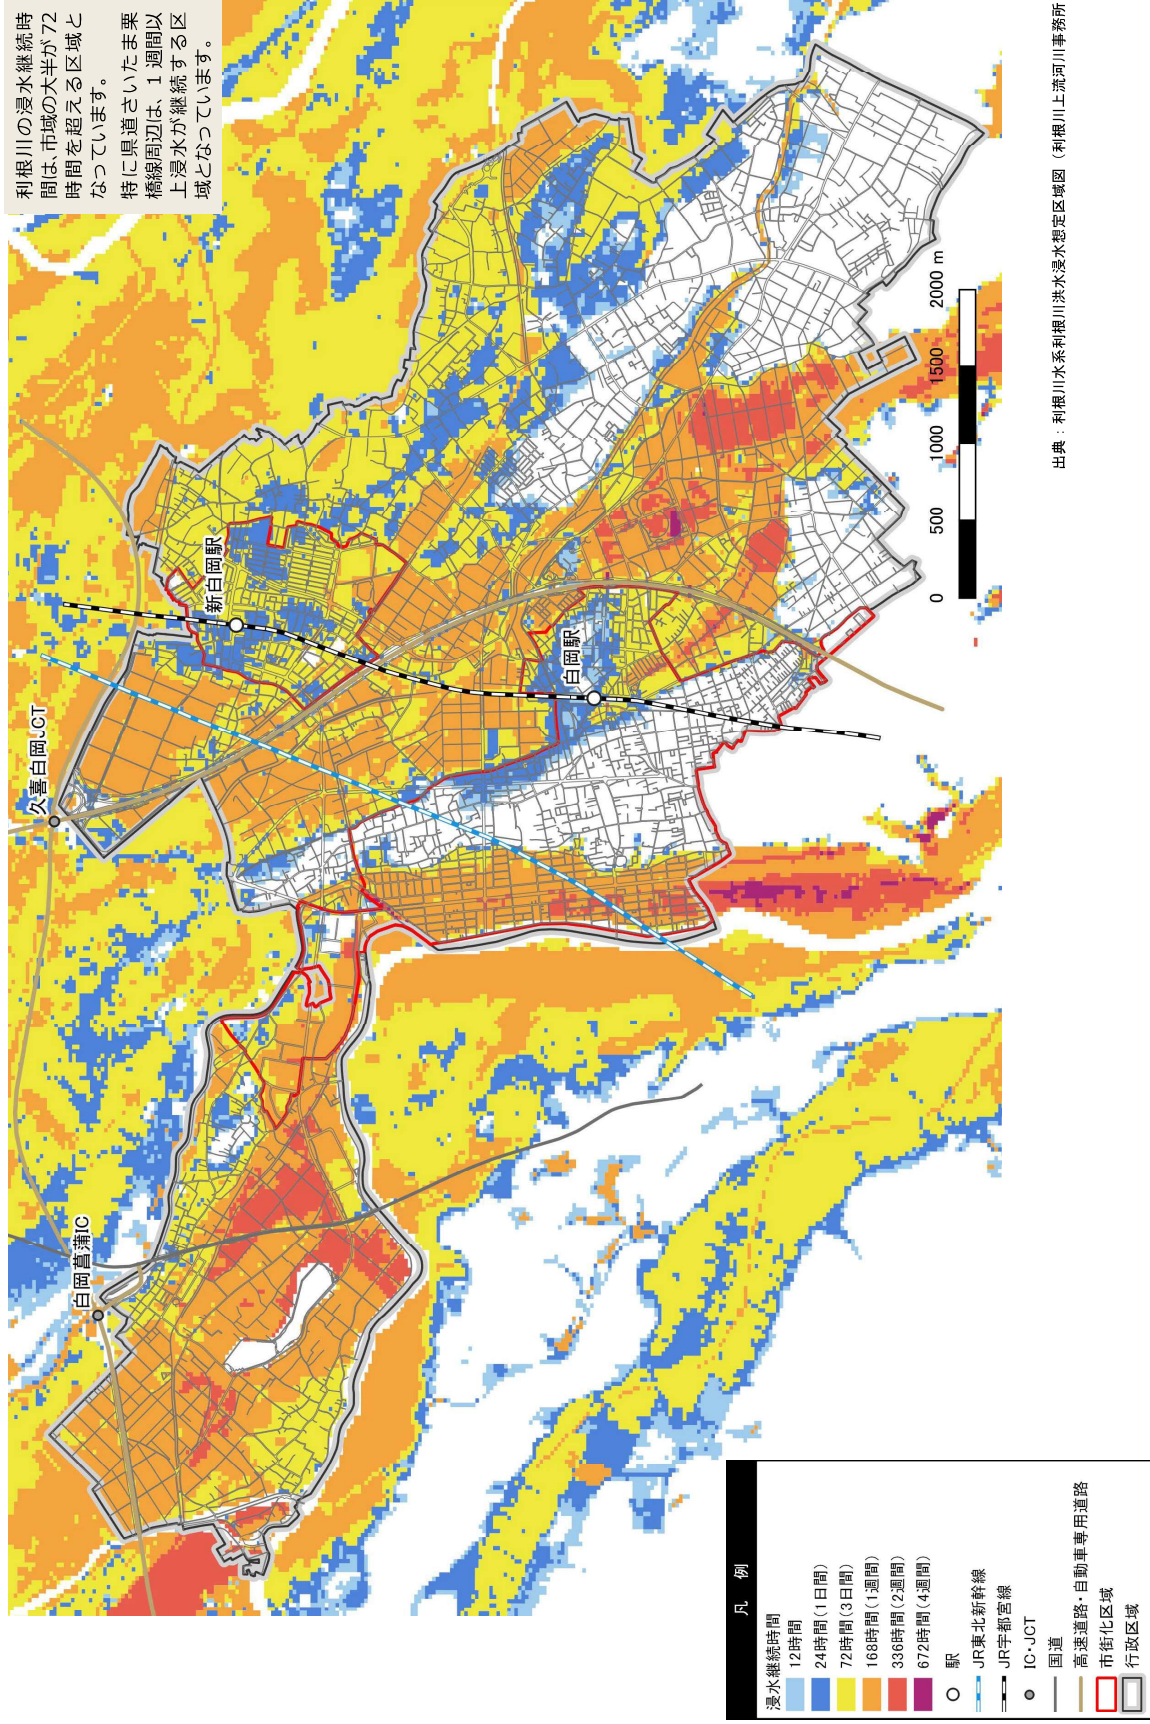 利根川の浸水継続時
間は、市域の大半が72
時間を超える区域と
なっています。
特に県道さいたま栗
橋線周辺は、1週間以
上浸水が継続する区
域となっています。
久喜白岡JCT
新白岡駅
白岡駅
白岡菖蒲IC
0 500 1000 1500 2000 m
出典：利根川水系利根川洪水浸水想定区域図（利根川上流河川事務所
凡 例
浸水継続時間
12時間
24時間(1日間)
72時間(3日間)
168時間(1週間)
336時間(2週間)
672時間(4週間)
駅
JR東北新幹線
JR宇都宮線
IC・JCT
国道
高速道路・自動車専用道路
市街化区域
行政区域